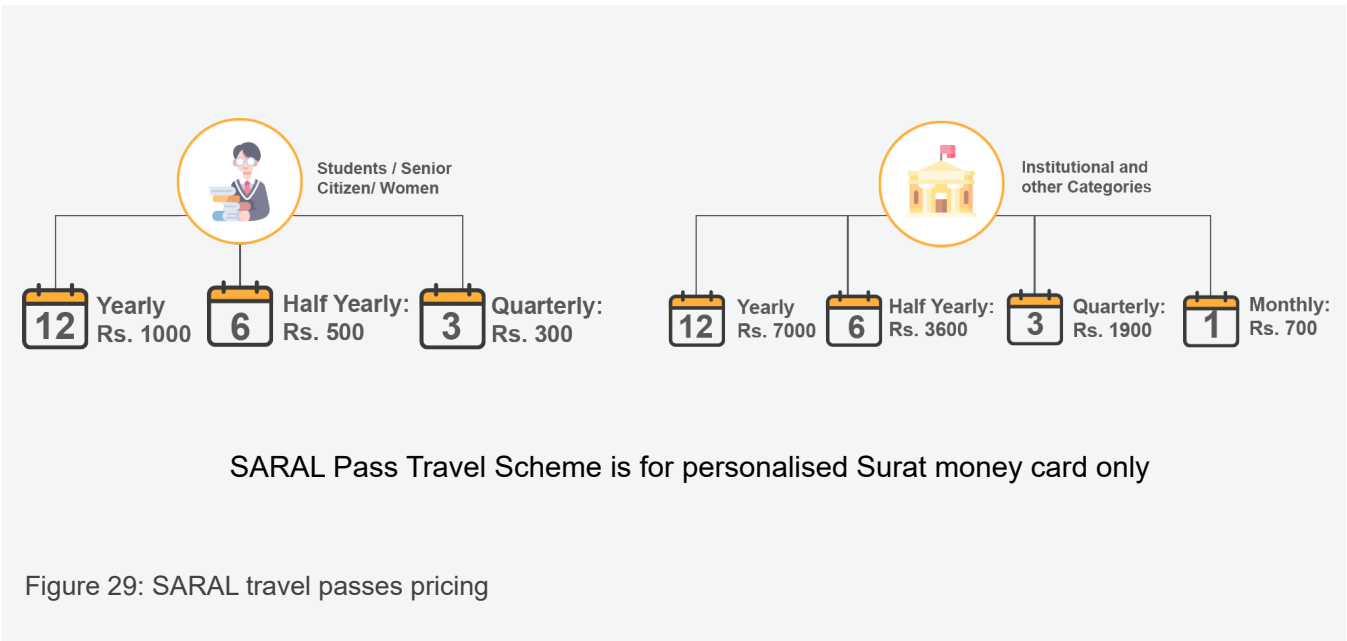 Students / Senior
Citizen/ Women
12
Yearly
Rs. 1000
6
Half Yearly:
Rs. 500
3
Quarterly:
Rs. 300
Institutional and
other Categories
12
Yearly
Rs. 7000
6
Half Yearly:
Rs. 3600
3
Quarterly:
Rs. 1900
1
Monthly:
Rs. 700
SARAL Pass Travel Scheme is for personalised Surat money card only
Figure 29: SARAL travel passes pricing